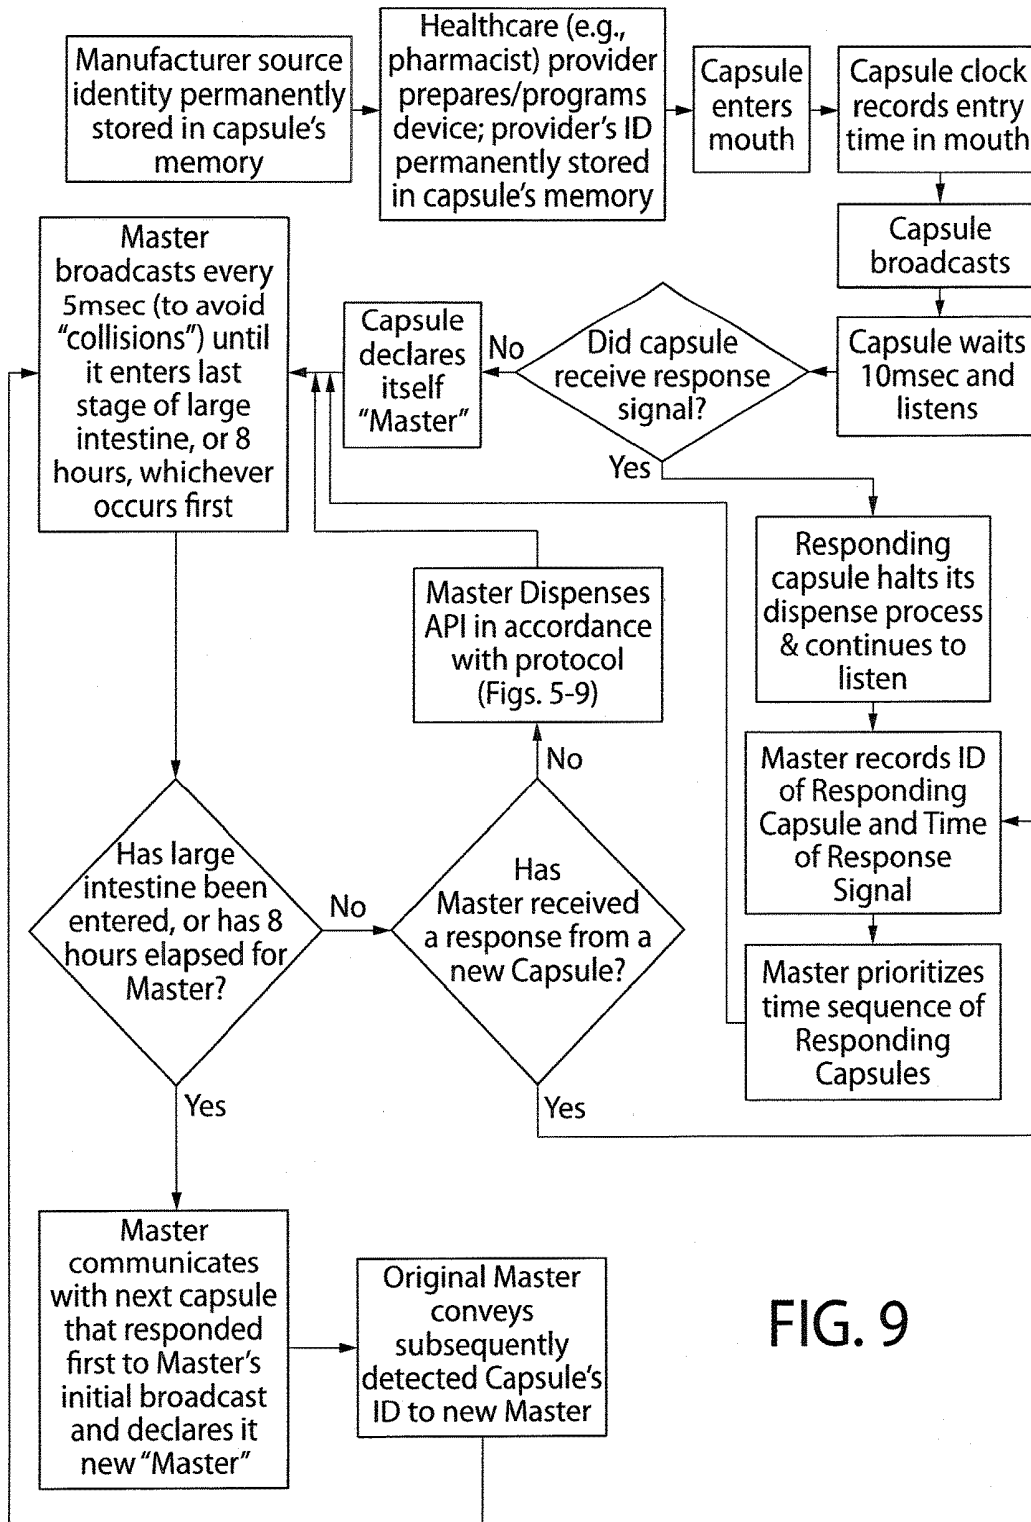 Manufacturer source
identity permanently
stored in capsule's
memory
Healthcare (e.g.,
pharmacist) provider
prepares/programs
device; provider's ID
permanently stored
in capsule's memory
Capsule
enters
mouth
Capsule clock
records entry
time in mouth
Capsule
broadcasts
Capsule waits
10msec and
listens
Did capsule
receive response
signal?
No
Yes
Capsule
declares
itself
"Master"
Master
broadcasts every
5msec (to avoid
"collisions") until
it enters last
stage of large
intestine, or 8
hours, whichever
occurs first
Responding
capsule halts its
dispense process
& continues to
listen
Master records ID
of Responding
Capsule and Time
of Response
Signal
Master prioritizes
time sequence of
Responding
Capsules
Master Dispenses
API in accordance
with protocol
(Figs. 5-9)
No
Has
Master received
a response from a
new Capsule?
Yes
Has large
intestine been
entered, or has 8
hours elapsed for
Master?
No
Yes
Master
communicates
with next capsule
that responded
first to Master's
initial broadcast
and declares it
new "Master"
Original Master
conveys
subsequently
detected Capsule's
ID to new Master
FIG. 9